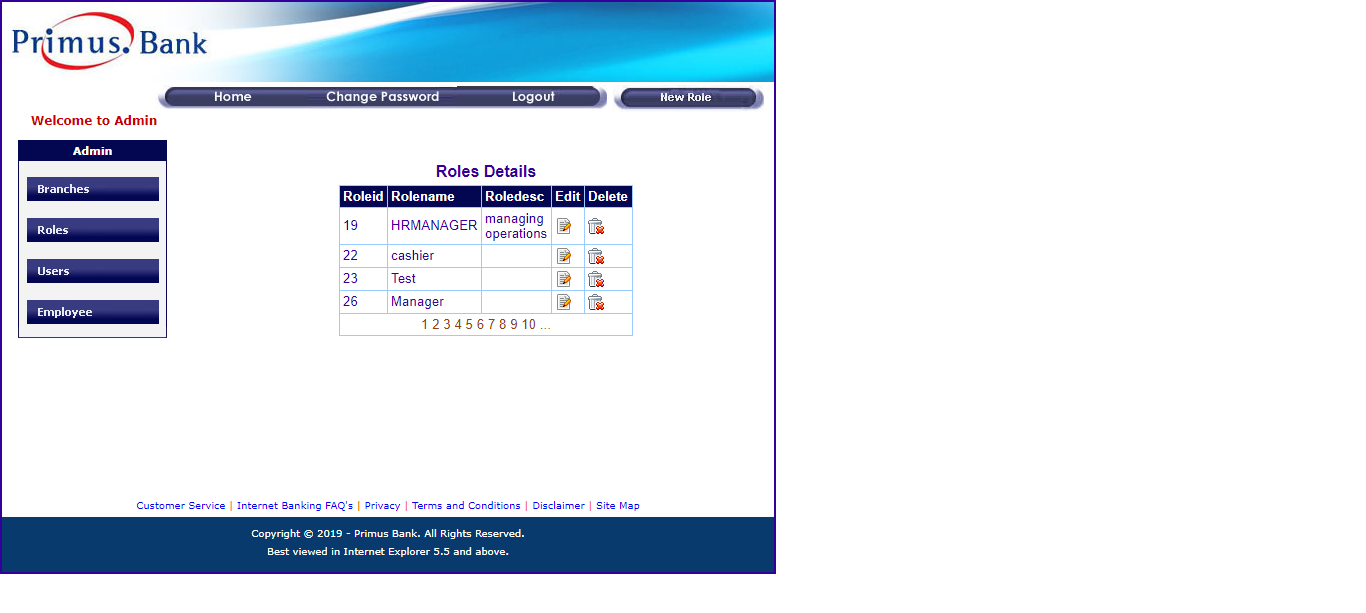 Primus. Bank
Home Change Password Logout New Role
Welcome to Admin
Admin
Branches
Roles
Users
Employee
Roles Details
Roleid Rolename Roledesc Edit Delete
19 HRMANAGER managing
operations
22 cashier
23 Test
26 Manager
1 2 3 4 5 6 7 8 9 10 ...
Customer Service | Internet Banking FAQ's | Privacy | Terms and Conditions | Disclaimer | Site Map
Copyright © 2019 - Primus Bank. All Rights Reserved.
Best viewed in Internet Explorer 5.5 and above.